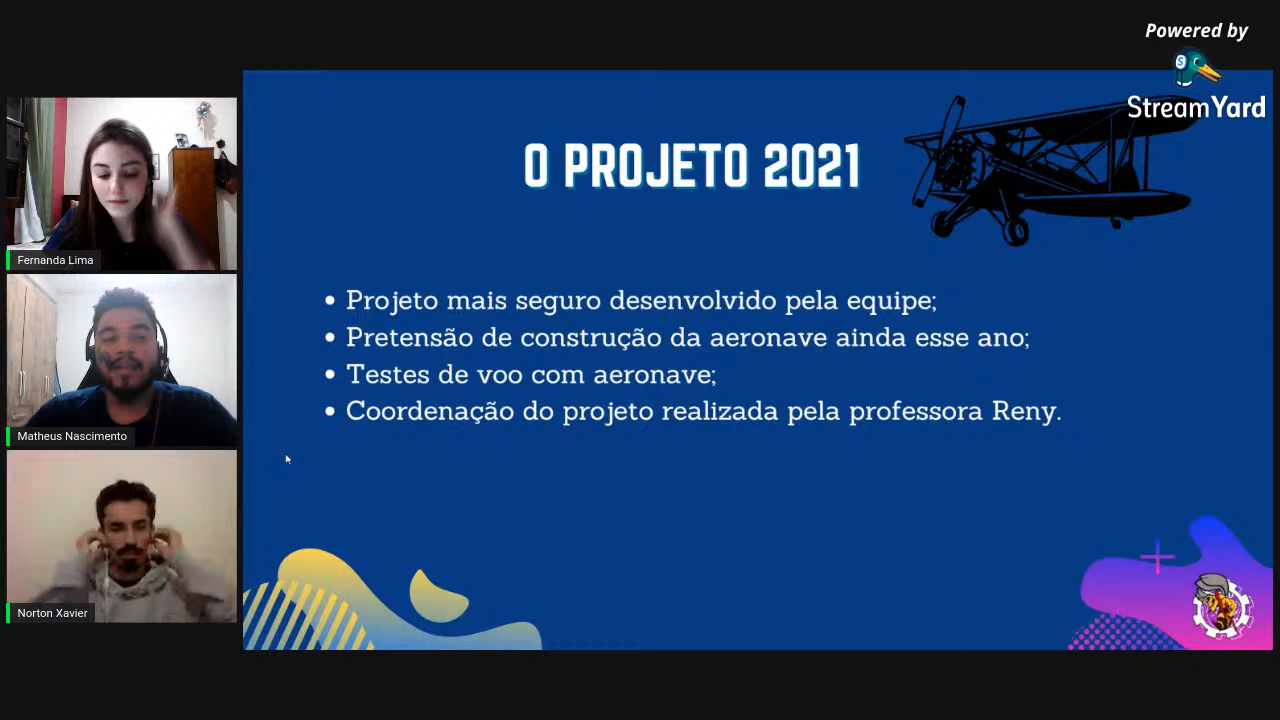 Powered by
StreamYard
O PROJETO 2021
• Projeto mais seguro desenvolvido pela equipe;
• Pretensão de construção da aeronave ainda esse ano;
• Testes de voo com aeronave;
• Coordenação do projeto realizada pela professora Reny.
Fernanda Lima
Matheus Nascimento
Norton Xavier